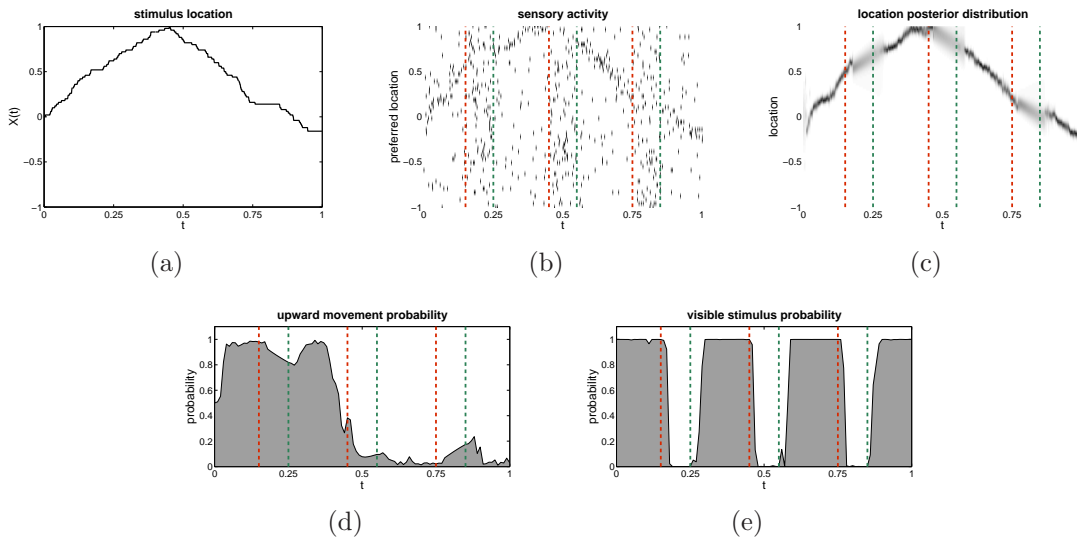 stimulus location
1
0.5
0
−0.5
−1
X(t)
0 0.25 0.5 0.75 1
t
(a)
sensory activity
1
0.5
0
−0.5
−1
preferred location
0 0.25 0.5 0.75 1
t
(b)
location posterior distribution
1
0.5
0
−0.5
−1
location
0.25 0.5 0.75
t
(c)
upward movement probability
1
0.8
0.6
0.4
0.2
0
probability
0 0.25 0.5 0.75 1
t
(d)
visible stimulus probability
1
0.8
0.6
0.4
0.2
0
probability
0 0.25 0.5 0.75 1
t
(e)